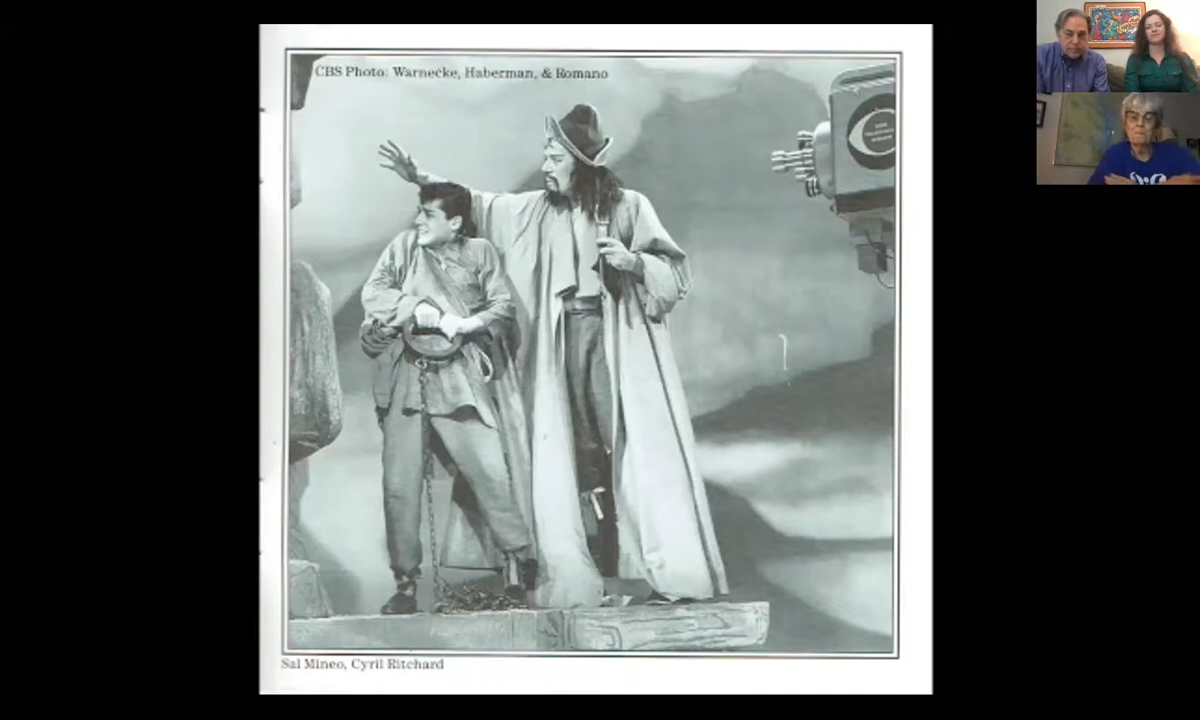 CBS Photo: Warnecke, Haberman, & Romano
Sal Mineo, Cyril Ritchard